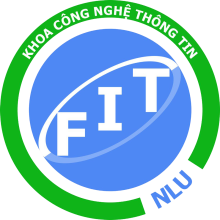 KHOA CÔNG NGHỆ THÔNG TIN
FIT
NLU